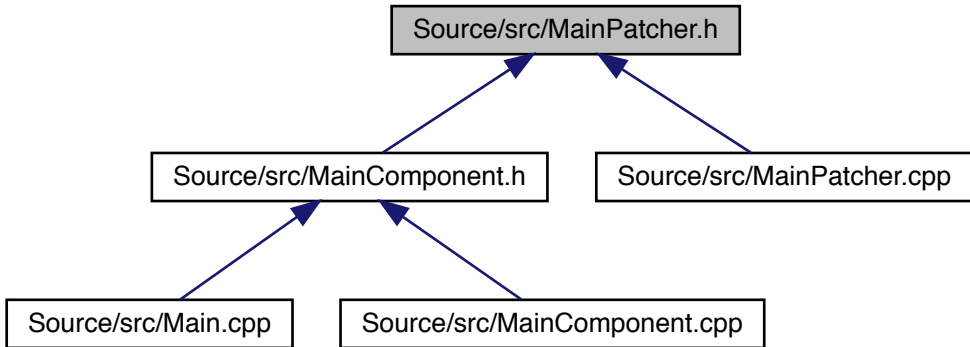 Source/src/MainPatcher.h
Source/src/MainComponent.h
Source/src/MainPatcher.cpp
Source/src/Main.cpp
Source/src/MainComponent.cpp